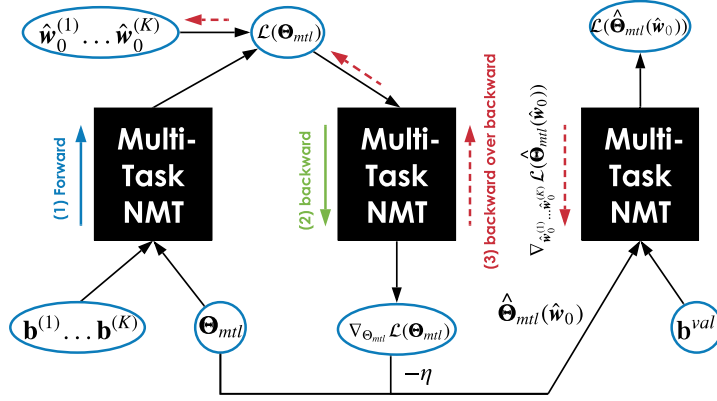 ŵ₀⁽¹⁾ … ŵ₀⁽ᴷ⁾
ℒ(Θₘₜₗ)
ℒ(Θ̂ₘₜₗ(ŵ₀))
(1) Forward
Multi-
Task
NMT
(2) backward
Multi-
Task
NMT
(3) backward over backward
∇_{ŵ₀⁽¹⁾…ŵ₀⁽ᴷ⁾} ℒ(Θ̂ₘₜₗ(ŵ₀))
Multi-
Task
NMT
b⁽¹⁾ … b⁽ᴷ⁾
Θₘₜₗ
∇_{Θₘₜₗ} ℒ(Θₘₜₗ)
Θ̂ₘₜₗ(ŵ₀)
b^{val}
−η